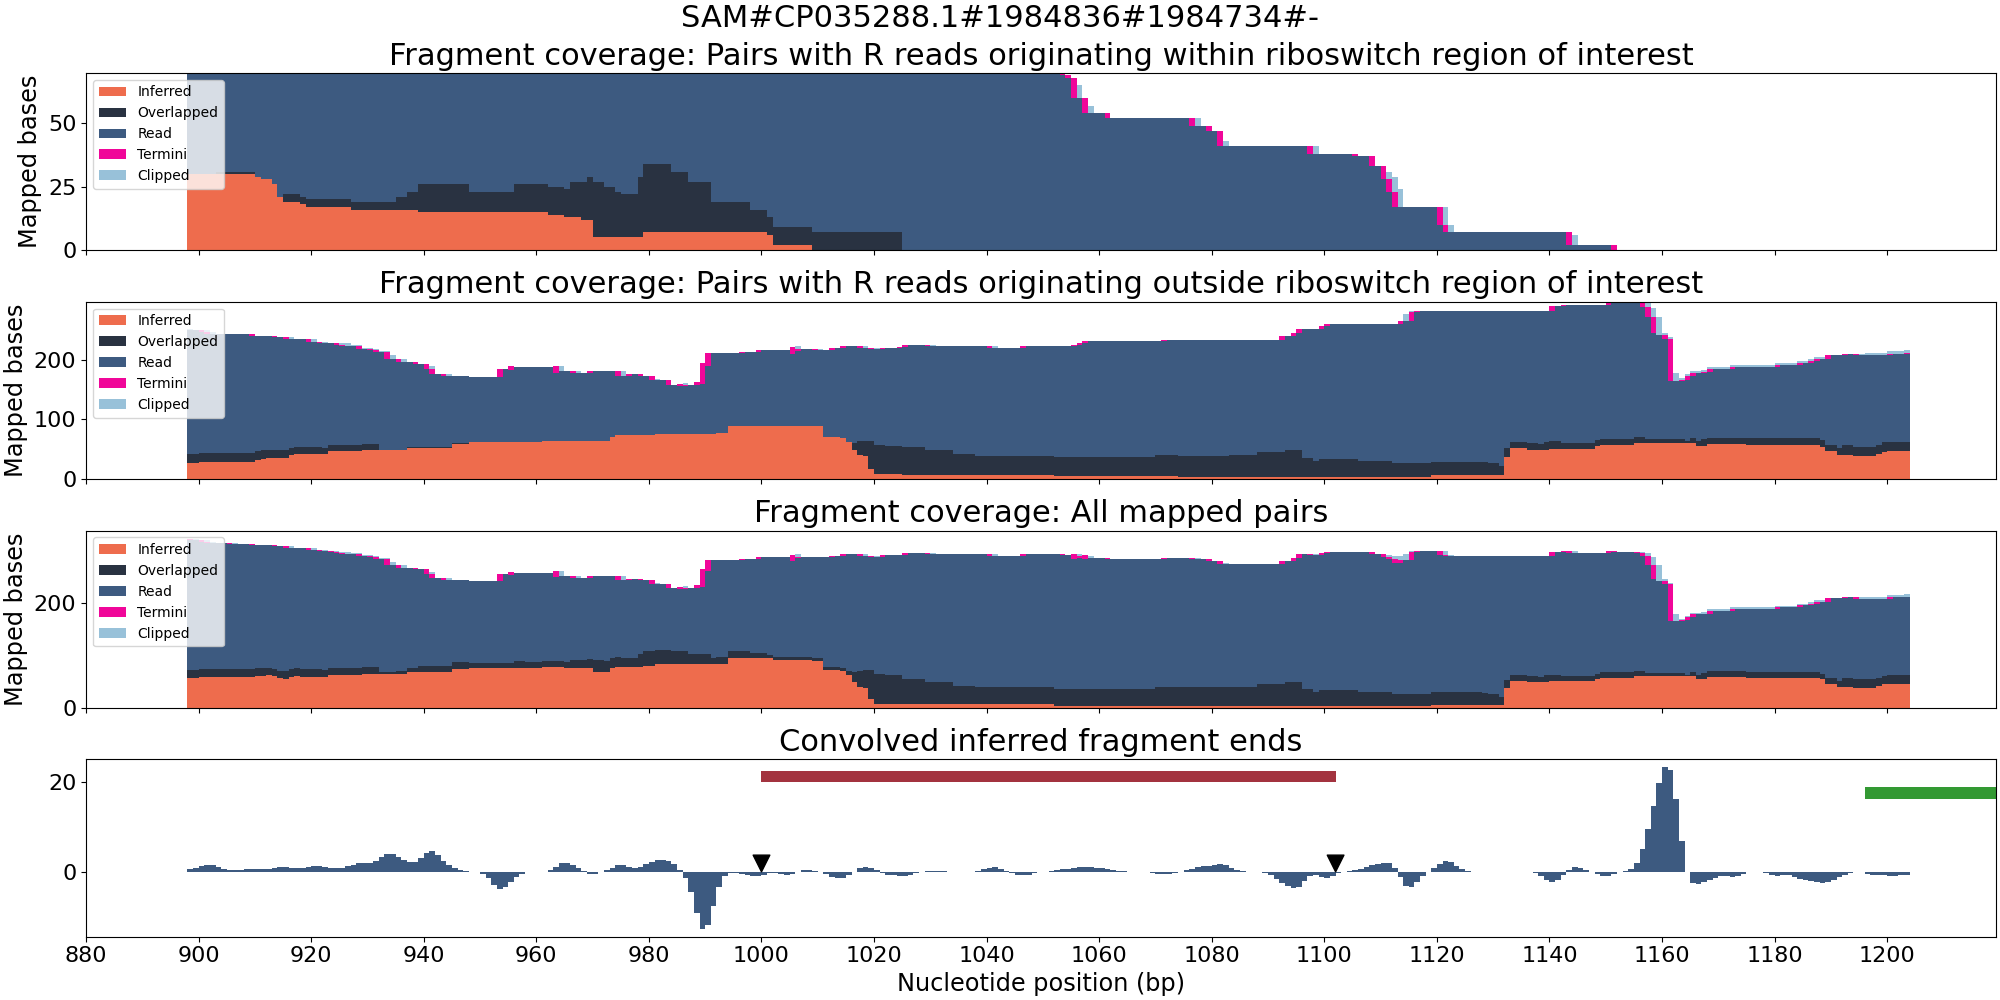 SAM#CP035288.1#1984836#1984734#-
Fragment coverage: Pairs with R reads originating within riboswitch region of interest
Mapped bases
50
25
0
Inferred
Overlapped
Read
Termini
Clipped
Fragment coverage: Pairs with R reads originating outside riboswitch region of interest
Mapped bases
200
100
0
Inferred
Overlapped
Read
Termini
Clipped
Fragment coverage: All mapped pairs
Mapped bases
200
0
Inferred
Overlapped
Read
Termini
Clipped
Convolved inferred fragment ends
20
0
880 900 920 940 960 980 1000 1020 1040 1060 1080 1100 1120 1140 1160 1180 1200
Nucleotide position (bp)